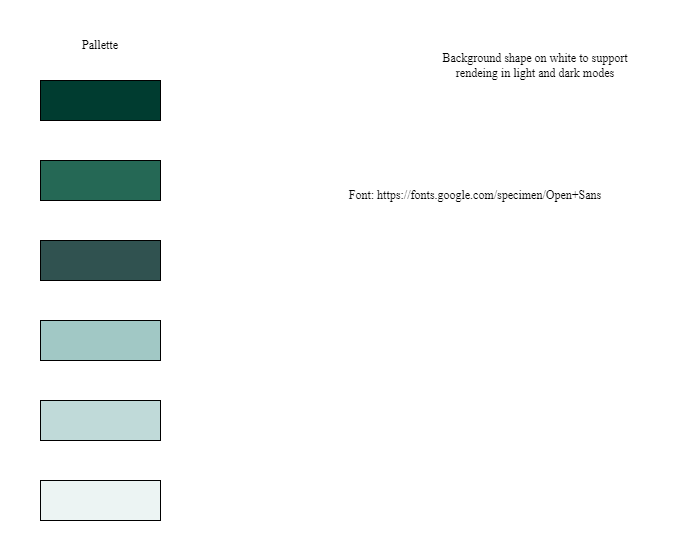 Pallette
Background shape on white to support
rendeing in light and dark modes
Font: https://fonts.google.com/specimen/Open+Sans